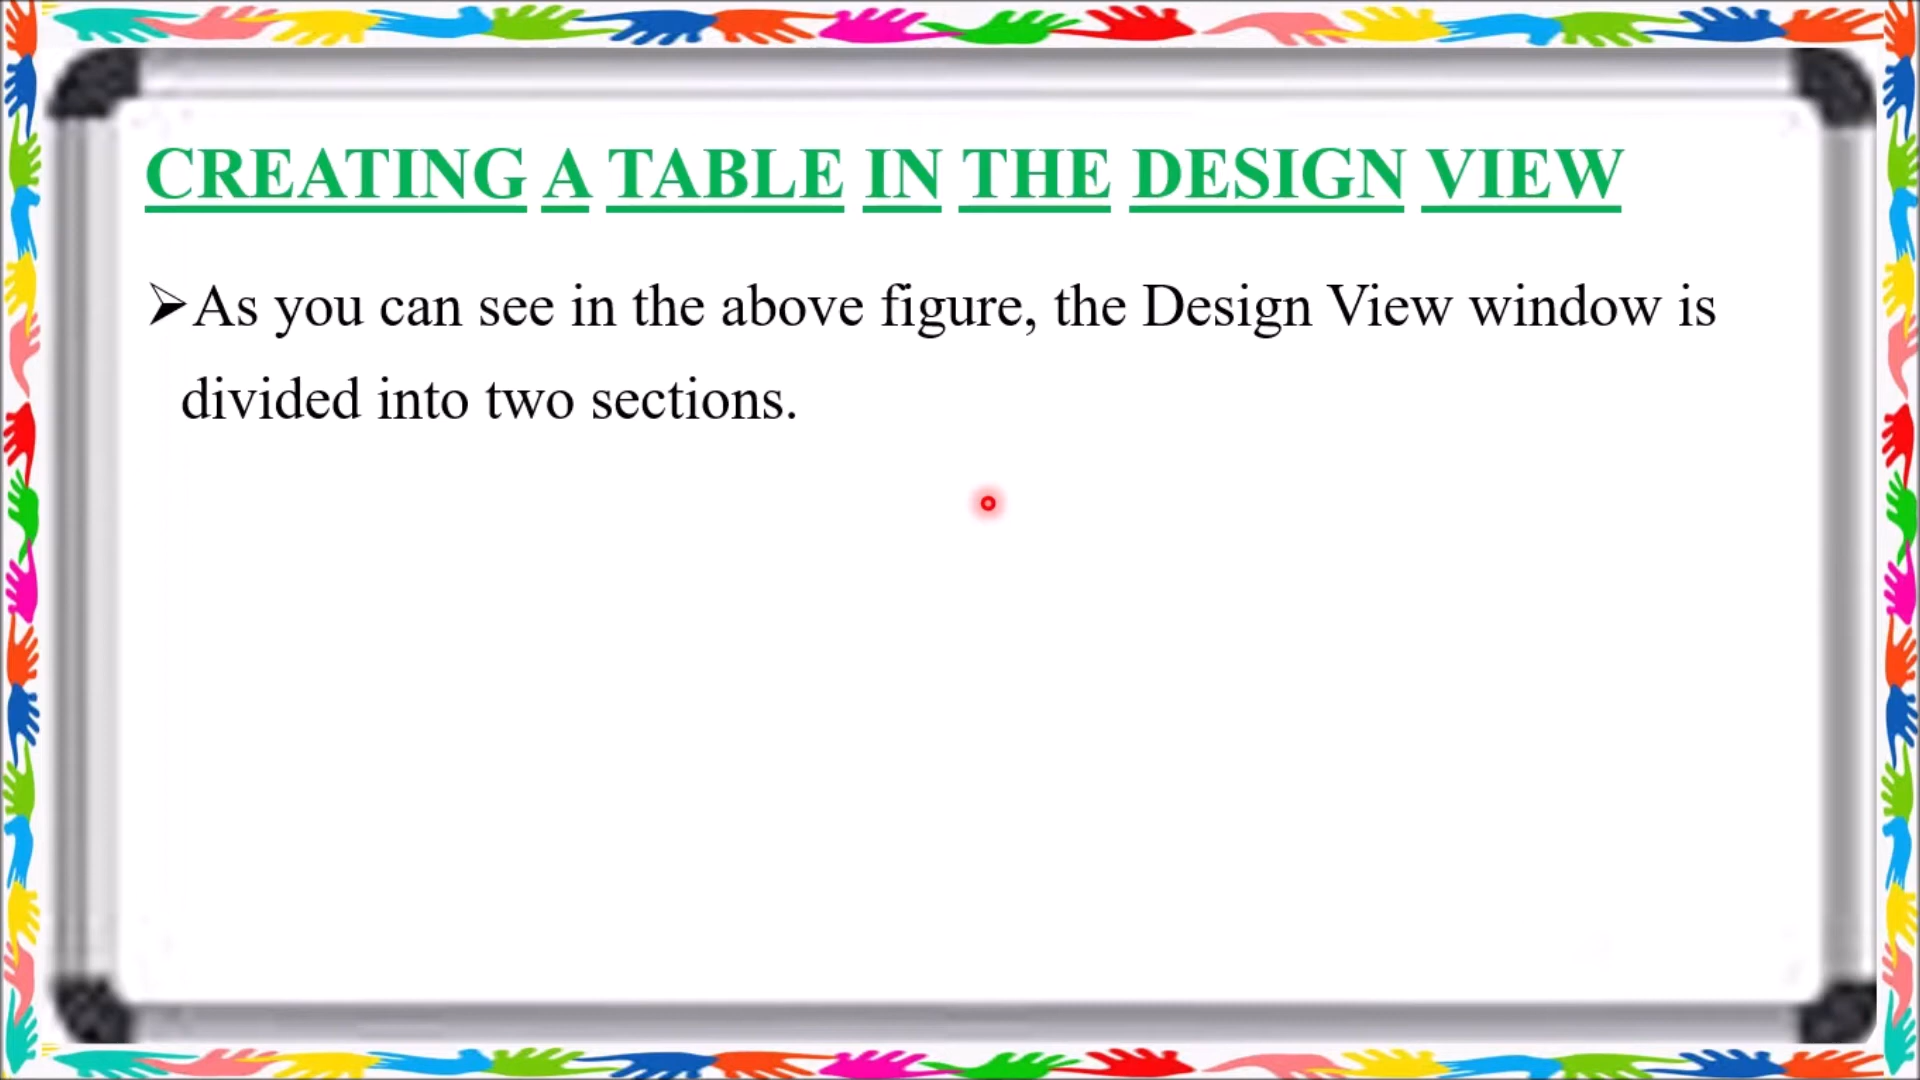 CREATING A TABLE IN THE DESIGN VIEW
➢As you can see in the above figure, the Design View window is
divided into two sections.